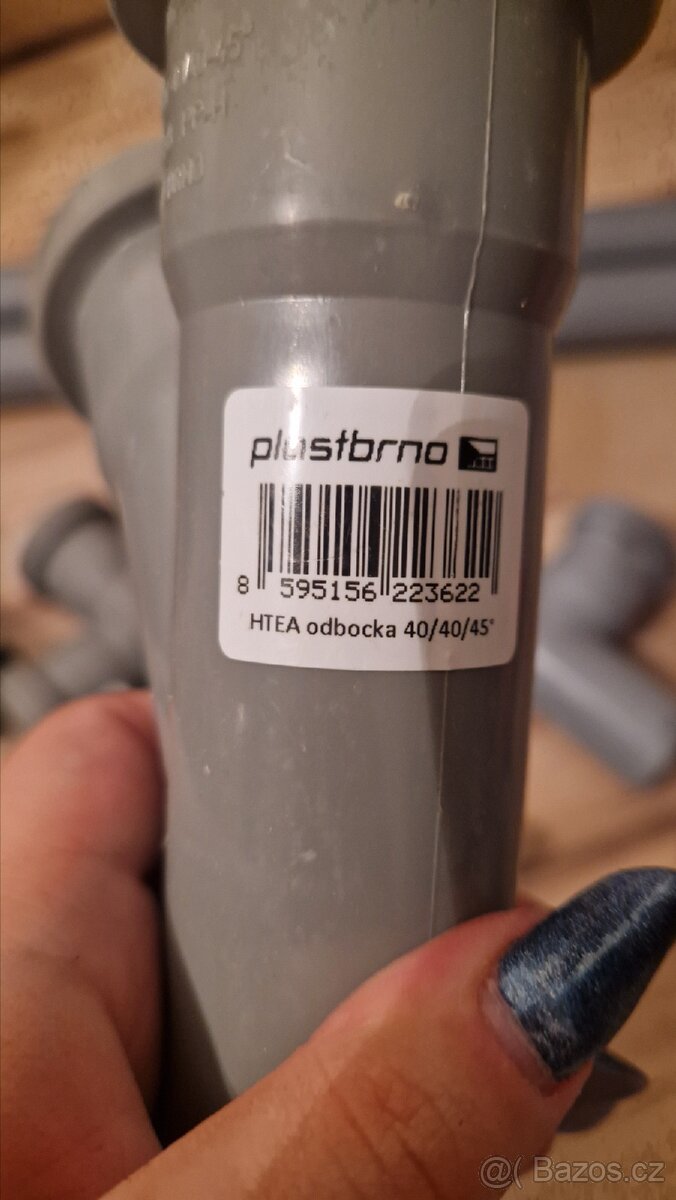 plastbrno
8 595156 223622
HTEA odbocka 40/40/45°
@( Bazos.cz